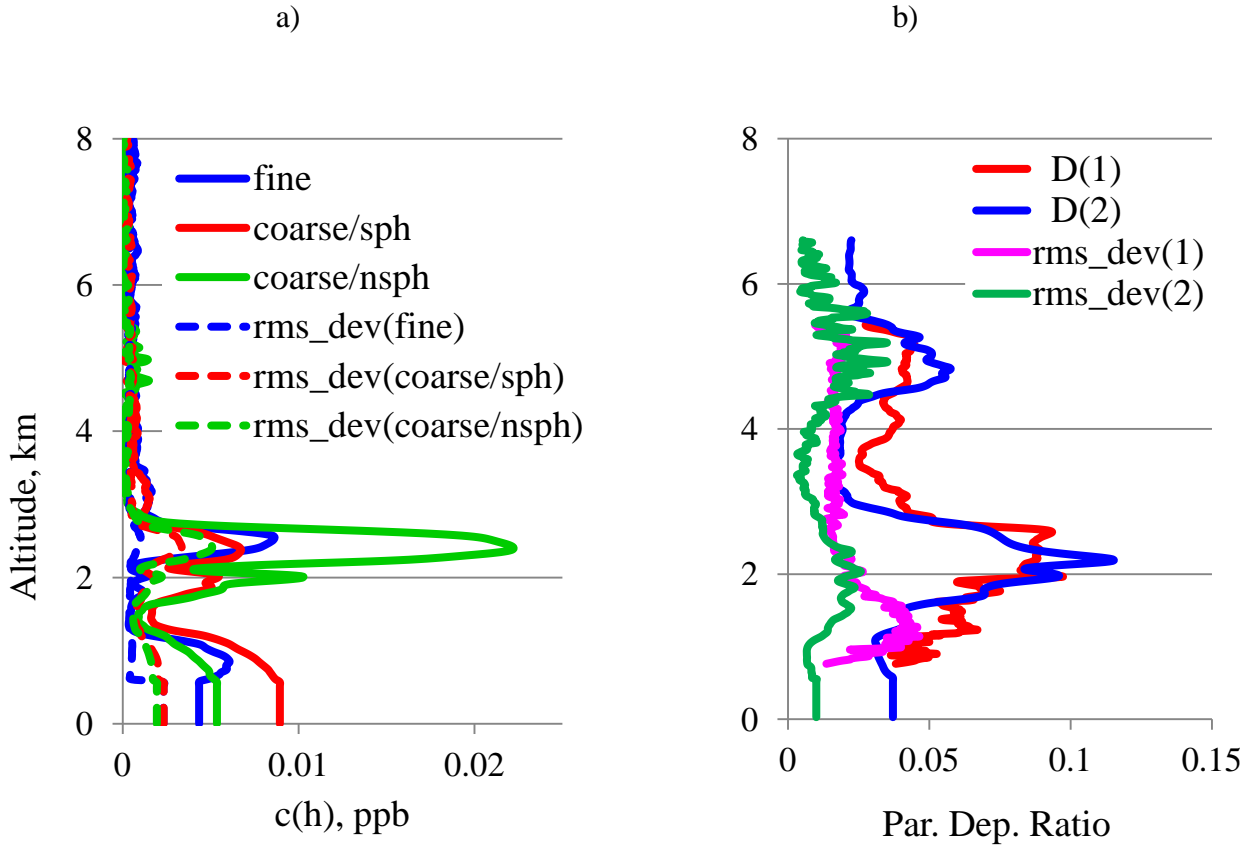 a)
b)
8
6
4
2
0
Altitude, km
fine
coarse/sph
coarse/nsph
rms_dev(fine)
rms_dev(coarse/sph)
rms_dev(coarse/nsph)
0 0.01 0.02
c(h), ppb
8
6
4
2
0
D(1)
D(2)
rms_dev(1)
rms_dev(2)
0 0.05 0.1 0.15
Par. Dep. Ratio